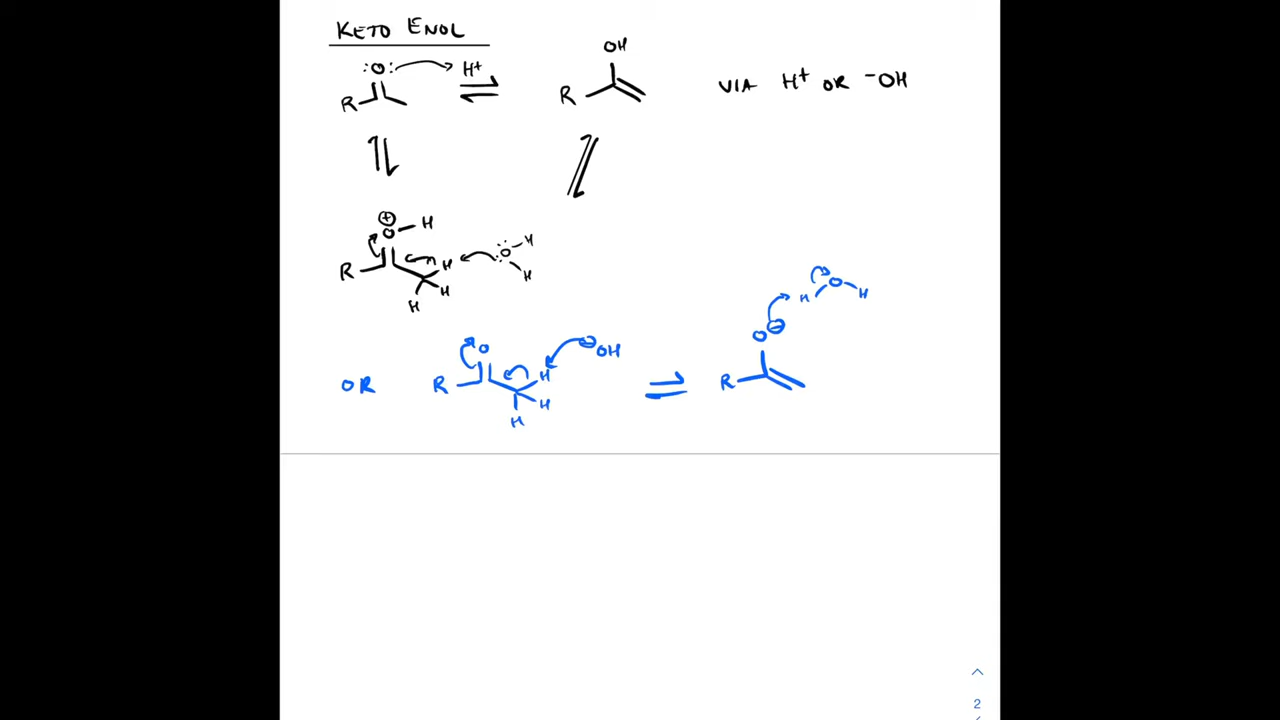 KETO ENOL
OH
:O: H+
R R VIA H+ OR -OH
+
O H
R H O H
H H
H
O H
H
O -
O - OH
OR R H R
H
H
2